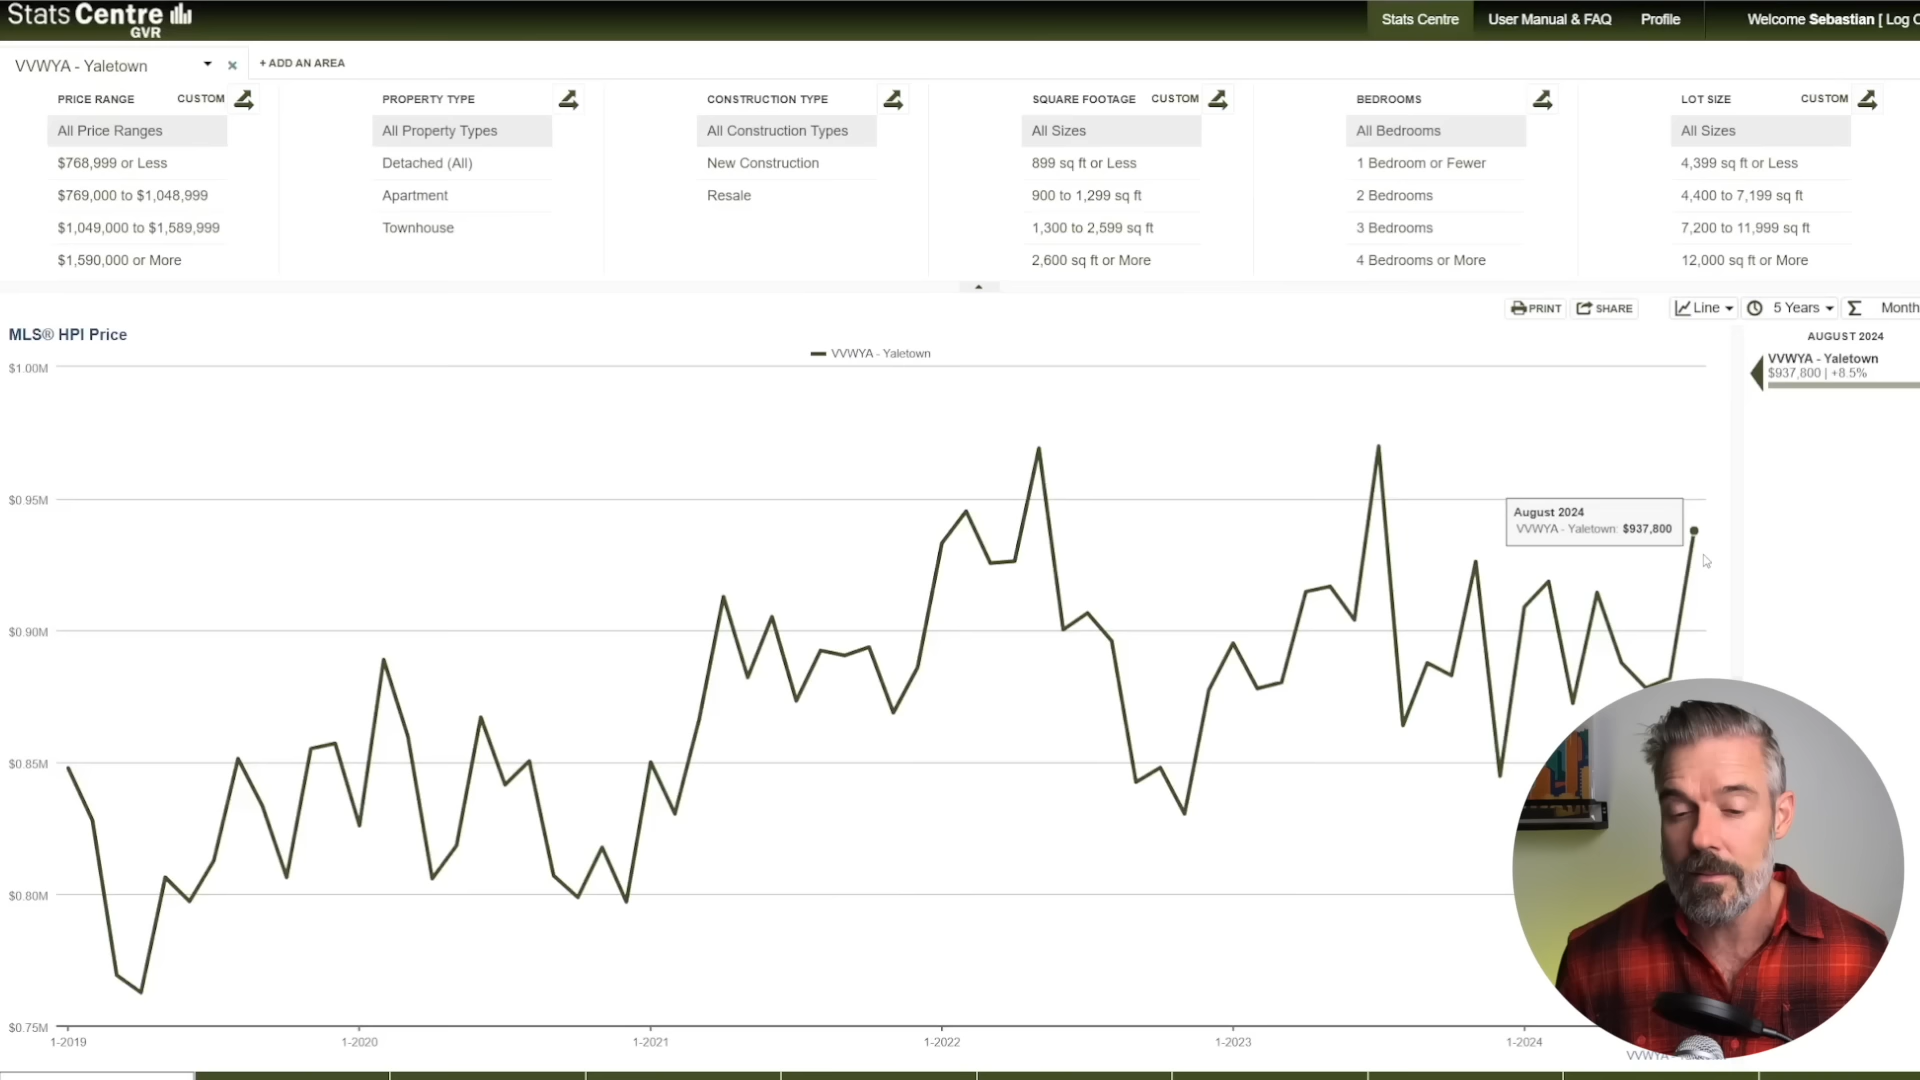 Stats Centre
GVR
Stats Centre
User Manual & FAQ
Profile
Welcome Sebastian [ Log
VVWYA - Yaletown
+ ADD AN AREA
PRICE RANGE
CUSTOM
All Price Ranges
$768,999 or Less
$769,000 to $1,048,999
$1,049,000 to $1,589,999
$1,590,000 or More
PROPERTY TYPE
All Property Types
Detached (All)
Apartment
Townhouse
CONSTRUCTION TYPE
All Construction Types
New Construction
Resale
SQUARE FOOTAGE
CUSTOM
All Sizes
899 sq ft or Less
900 to 1,299 sq ft
1,300 to 2,599 sq ft
2,600 sq ft or More
BEDROOMS
All Bedrooms
1 Bedroom or Fewer
2 Bedrooms
3 Bedrooms
4 Bedrooms or More
LOT SIZE
CUSTOM
All Sizes
4,399 sq ft or Less
4,400 to 7,199 sq ft
7,200 to 11,999 sq ft
12,000 sq ft or More
PRINT
SHARE
Line
5 Years
Month
MLS® HPI Price
VVWYA - Yaletown
AUGUST 2024
VVWYA - Yaletown
$937,800 | +8.5%
$1.00M
$0.95M
$0.90M
$0.85M
$0.80M
$0.75M
August 2024
VVWYA - Yaletown: $937,800
1-2019
1-2020
1-2021
1-2022
1-2023
1-2024